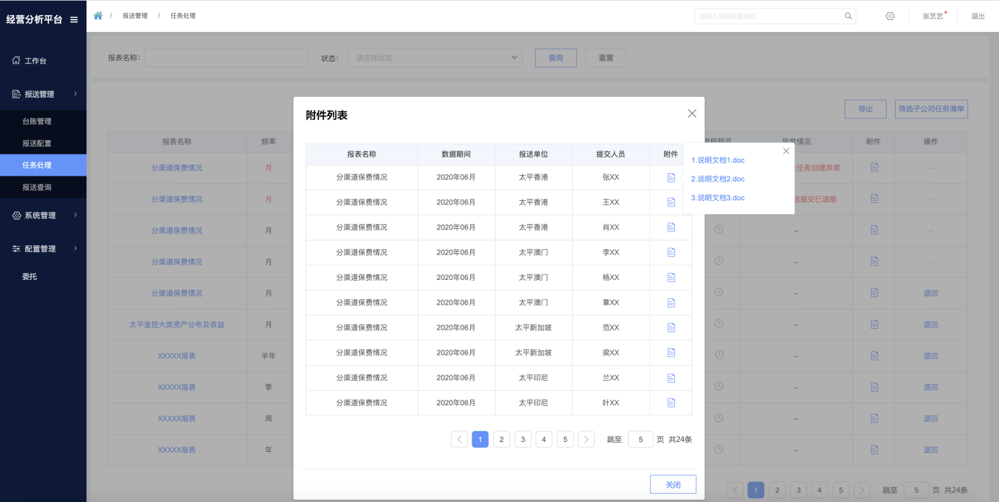 经营分析平台
/ 报送管理 / 任务处理
请输入指标或报表名
张艺艺
退出
工作台
报送管理
台账管理
报送配置
任务处理
报送查询
系统管理
配置管理
委托
报表名称:
状态: 请选择状态
查询
重置
导出
筛选子公司任务清单
报表名称 频率 流程预览 异常情况 附件 操作
分渠道保费情况 月 任务创建异常 –
分渠道保费情况 月 送提交已逾期 –
分渠道保费情况 月 – –
分渠道保费情况 月 – –
分渠道保费情况 月 – 退回
太平金控大类资产分布及收益 月 – 退回
XXXXX报表 半年 – 退回
XXXXX报表 季 – 退回
XXXXX报表 周 – 退回
XXXXX报表 年 – 退回
1 2 3 4 5 跳至 5 页 共24条
附件列表
报表名称 数据期间 报送单位 提交人员 附件
分渠道保费情况 2020年06月 太平香港 张XX
分渠道保费情况 2020年06月 太平香港 王XX
分渠道保费情况 2020年06月 太平香港 肖XX
分渠道保费情况 2020年06月 太平澳门 李XX
分渠道保费情况 2020年06月 太平澳门 杨XX
分渠道保费情况 2020年06月 太平澳门 章XX
分渠道保费情况 2020年06月 太平新加坡 范XX
分渠道保费情况 2020年06月 太平新加坡 梁XX
分渠道保费情况 2020年06月 太平印尼 兰XX
分渠道保费情况 2020年06月 太平印尼 叶XX
1 2 3 4 5 跳至 5 页 共24条
关闭
1.说明文档1.doc
2.说明文档2.doc
3.说明文档3.doc